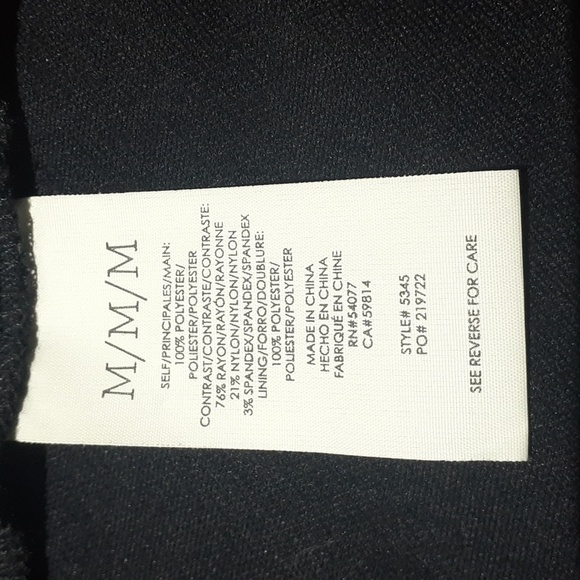 M/M/M
SELF/PRINCIPALES/MAIN:
100% POLYESTER/
POLIESTER/POLYESTER
CONTRAST/CONTRASTE/CONTRASTE:
76% RAYON/RAYÓN/RAYONNE
21% NYLON/NYLON/NYLON
3% SPANDEX/SPANDEX/SPANDEX
LINING/FORRO/DOUBLURE:
100% POLYESTER/
POLIESTER/POLYESTER
MADE IN CHINA
HECHO EN CHINA
FABRIQUÉ EN CHINE
RN#54077
CA#59814
STYLE# 5345
PO# 219722
SEE REVERSE FOR CARE